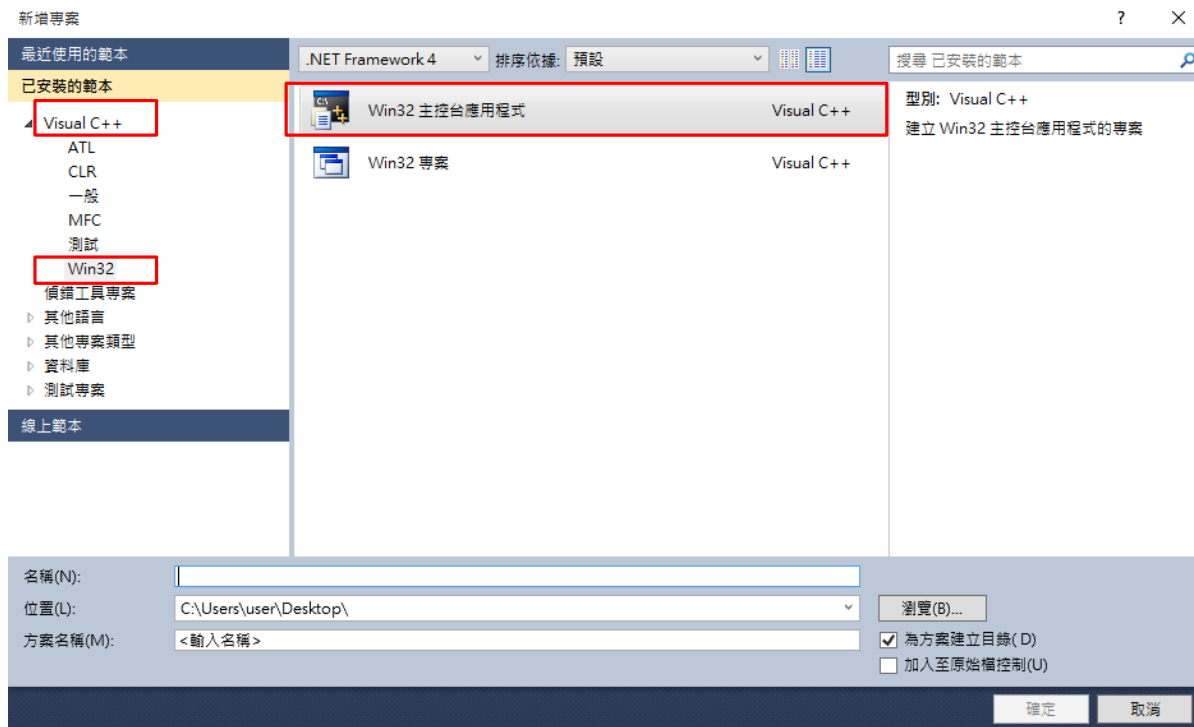 新增專案
?
最近使用的範本
已安裝的範本
Visual C++
ATL
CLR
一般
MFC
測試
Win32
偵錯工具專案
其他語言
其他專案類型
資料庫
測試專案
線上範本
.NET Framework 4 排序依據: 預設
C:\
Win32 主控台應用程式 Visual C++
Win32 專案 Visual C++
搜尋 已安裝的範本
型別: Visual C++
建立 Win32 主控台應用程式的專案
名稱(N):
位置(L): C:\Users\user\Desktop\ 瀏覽(B)...
方案名稱(M): <輸入名稱>
為方案建立目錄( D)
加入至原始檔控制(U)
確定 取消